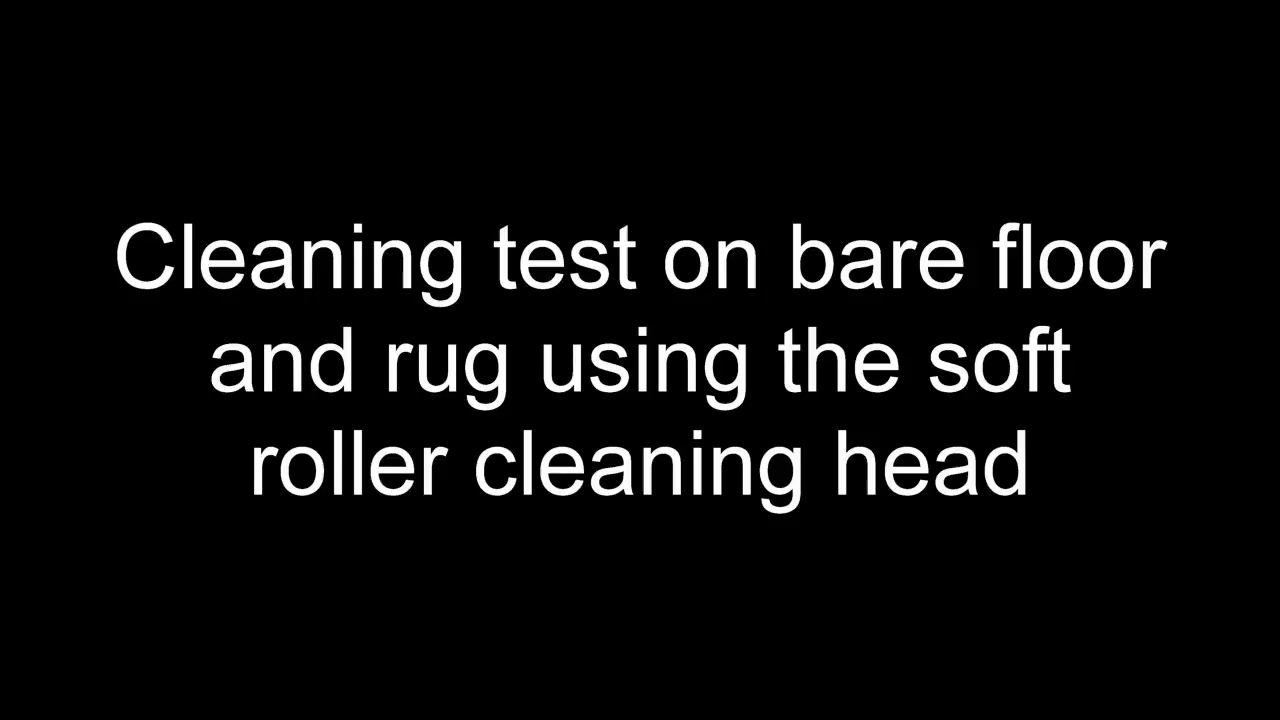 Cleaning test on bare floor
and rug using the soft
roller cleaning head